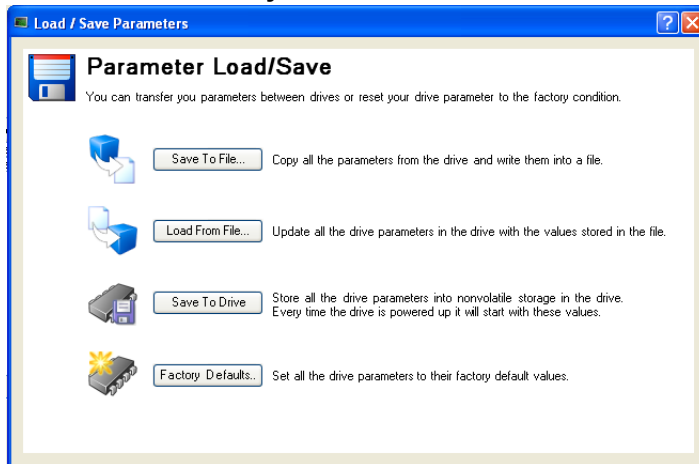 Load / Save Parameters
Parameter Load/Save
You can transfer you parameters between drives or reset your drive parameter to the factory condition.
Save To File... Copy all the parameters from the drive and write them into a file.
Load From File... Update all the drive parameters in the drive with the values stored in the file.
Save To Drive Store all the drive parameters into nonvolatile storage in the drive.
Every time the drive is powered up it will start with these values.
Factory Defaults.. Set all the drive parameters to their factory default values.